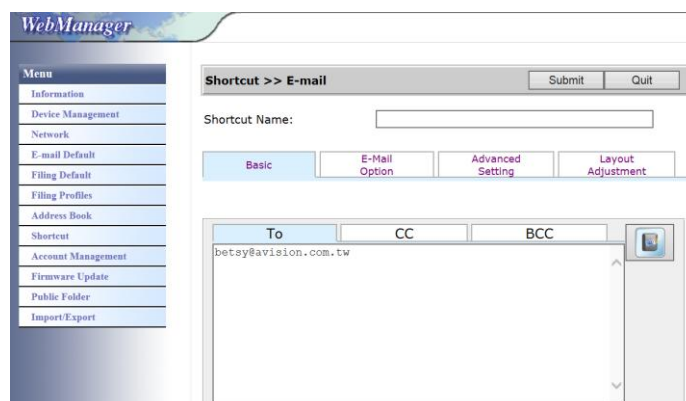 WebManager
Menu
Information
Device Management
Network
E-mail Default
Filing Default
Filing Profiles
Address Book
Shortcut
Account Management
Firmware Update
Public Folder
Import/Export
Shortcut >> E-mail Submit Quit
Shortcut Name:
Basic E-Mail Option Advanced Setting Layout Adjustment
To CC BCC
betsy@avision.com.tw